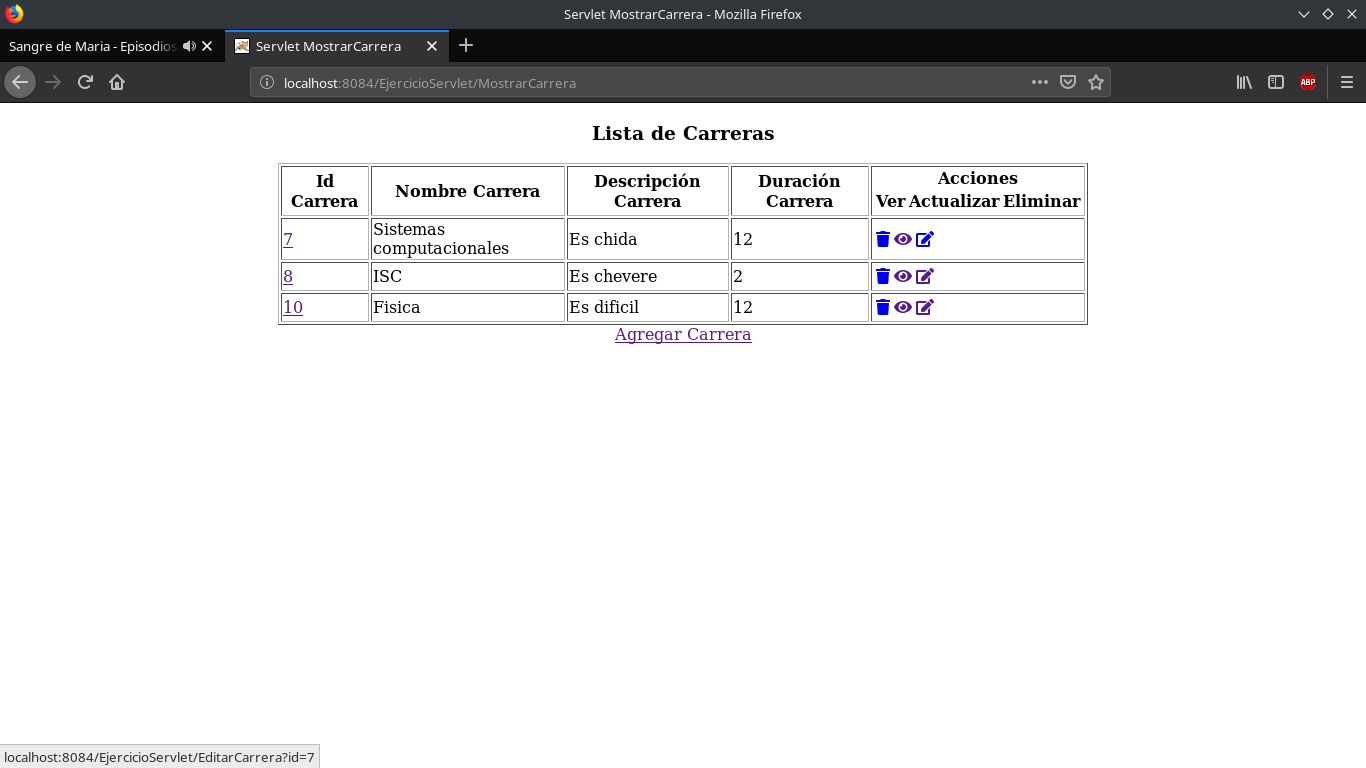 Servlet MostrarCarrera - Mozilla Firefox
Sangre de Maria - Episodios
Servlet MostrarCarrera
localhost:8084/EjercicioServlet/MostrarCarrera
ABP
Lista de Carreras
Id Carrera
Nombre Carrera
Descripción Carrera
Duración Carrera
Acciones
Ver Actualizar Eliminar
7
Sistemas computacionales
Es chida
12
8
ISC
Es chevere
2
10
Fisica
Es dificil
12
Agregar Carrera
localhost:8084/EjercicioServlet/EditarCarrera?id=7